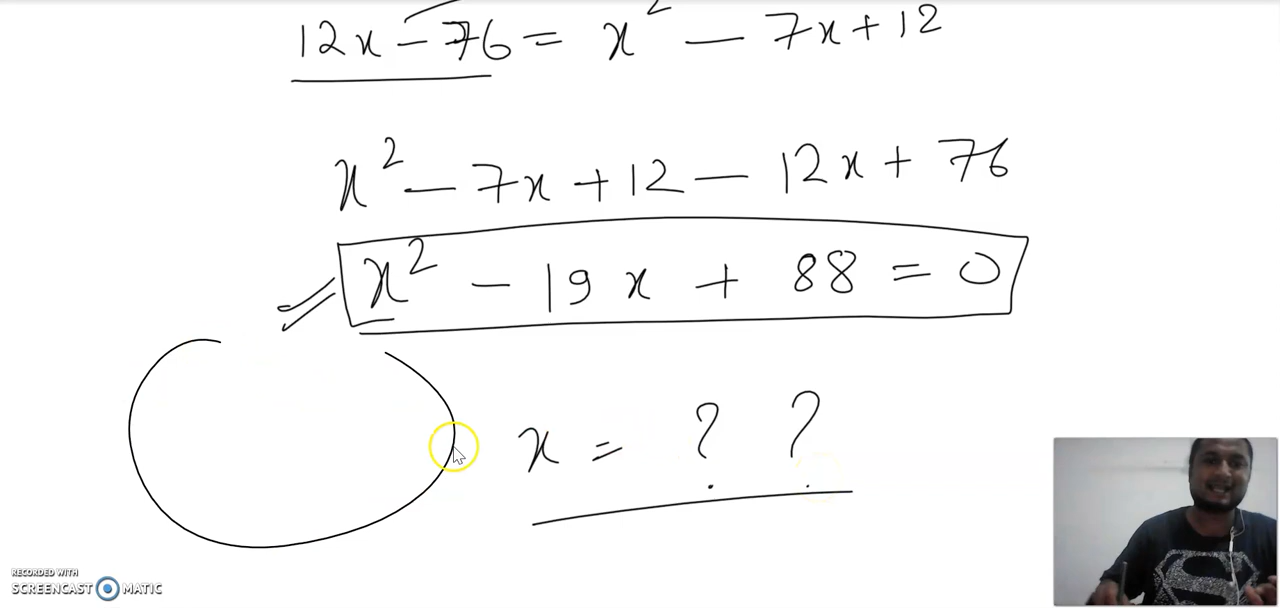 12x - 76 = x² - 7x + 12
x² - 7x + 12 - 12x + 76
x² - 19x + 88 = 0
x = ? ?
RECORDED WITH
SCREENCAST MATIC